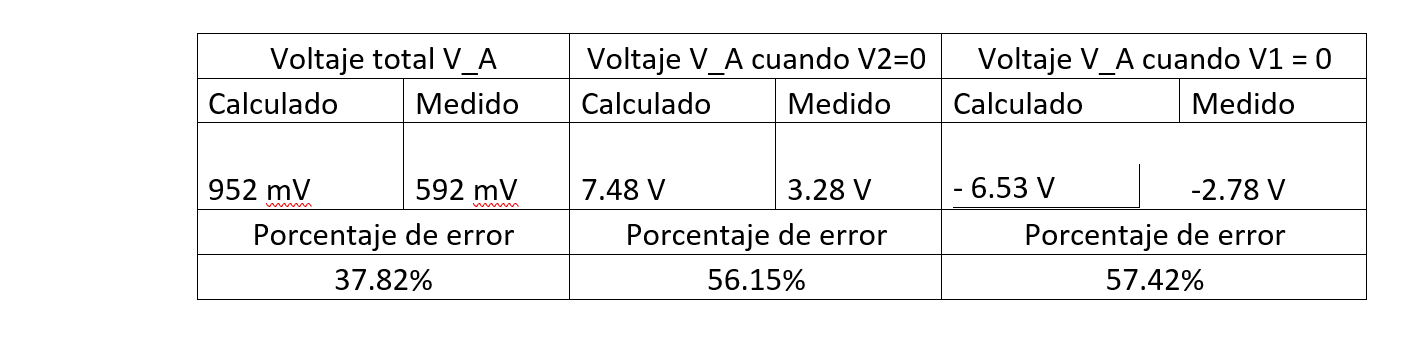 Voltaje total V_A Voltaje V_A cuando V2=0 Voltaje V_A cuando V1 = 0
Calculado Medido Calculado Medido Calculado Medido
952 mV 592 mV 7.48 V 3.28 V - 6.53 V -2.78 V
Porcentaje de error Porcentaje de error Porcentaje de error
37.82% 56.15% 57.42%